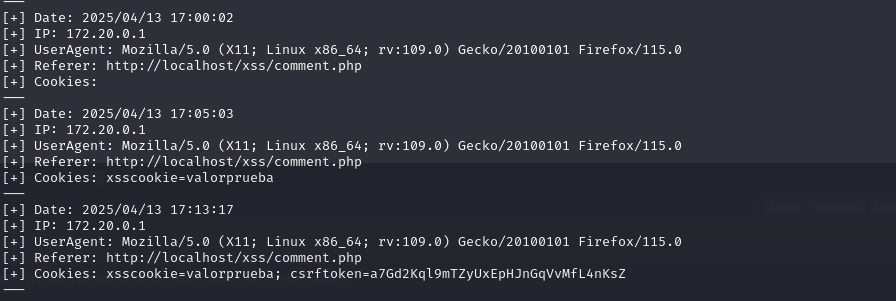 [+] Date: 2025/04/13 17:00:02
[+] IP: 172.20.0.1
[+] UserAgent: Mozilla/5.0 (X11; Linux x86_64; rv:109.0) Gecko/20100101 Firefox/115.0
[+] Referer: http://localhost/xss/comment.php
[+] Cookies:
---
[+] Date: 2025/04/13 17:05:03
[+] IP: 172.20.0.1
[+] UserAgent: Mozilla/5.0 (X11; Linux x86_64; rv:109.0) Gecko/20100101 Firefox/115.0
[+] Referer: http://localhost/xss/comment.php
[+] Cookies: xsscookie=valorprueba
---
[+] Date: 2025/04/13 17:13:17
[+] IP: 172.20.0.1
[+] UserAgent: Mozilla/5.0 (X11; Linux x86_64; rv:109.0) Gecko/20100101 Firefox/115.0
[+] Referer: http://localhost/xss/comment.php
[+] Cookies: xsscookie=valorprueba; csrftoken=a7Gd2Kql9mTZyUxEpHJnGqVvMfL4nKsZ
---